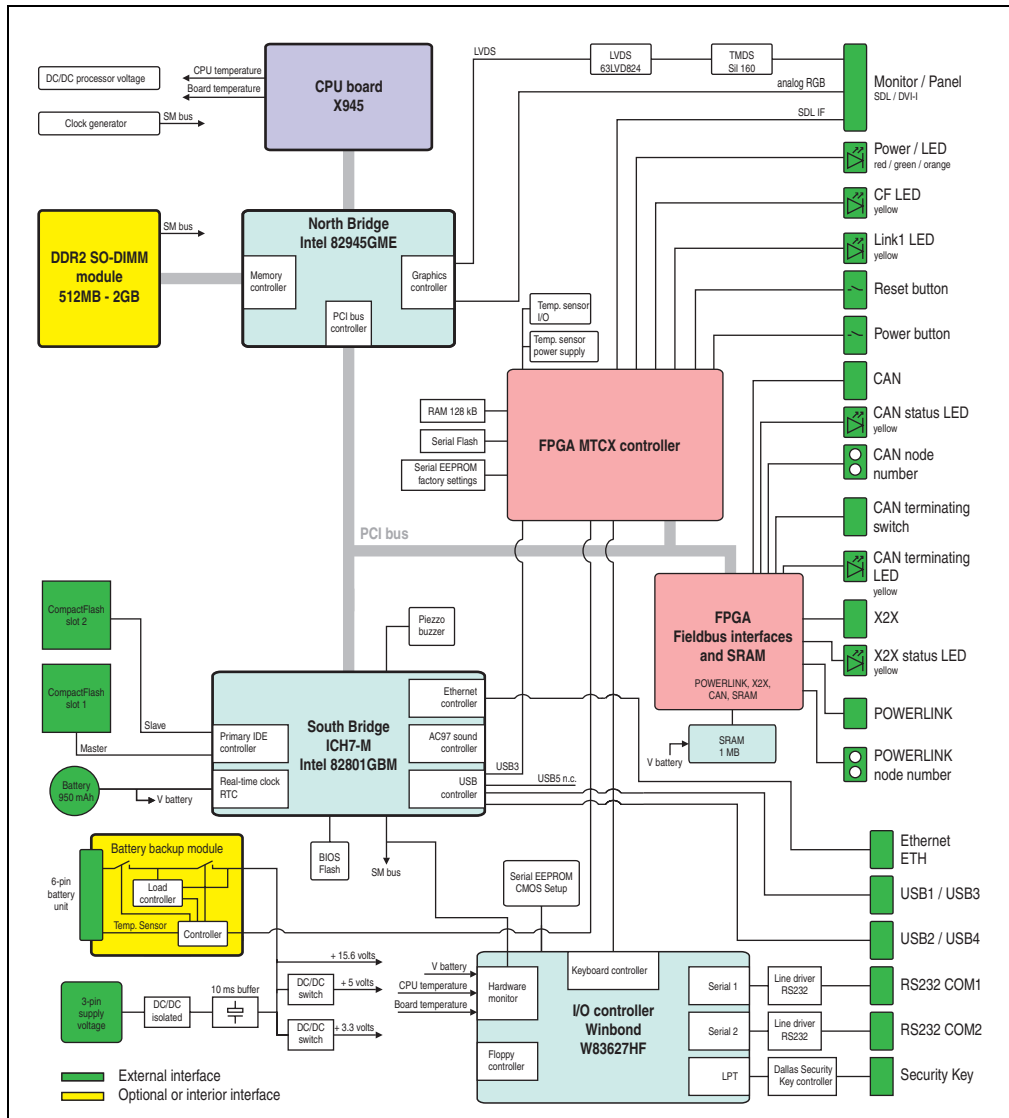 DC/DC processor voltage
CPU temperature
Board temperature
Clock generator
SM bus
CPU board
X945
LVDS
LVDS
63LVD824
TMDS
Sil 160
analog RGB
SDL IF
Monitor / Panel
SDL / DVI-I
Power / LED
red / green / orange
CF LED
yellow
Link1 LED
yellow
Reset button
Power button
CAN
CAN status LED
yellow
CAN node
number
CAN terminating
switch
CAN terminating
LED
yellow
X2X
X2X status LED
yellow
POWERLINK
POWERLINK
node number
DDR2 SO-DIMM
module
512MB - 2GB
SM bus
North Bridge
Intel 82945GME
Memory
controller
Graphics
controller
PCI bus
controller
Temp. sensor
I/O
Temp. sensor
power supply
RAM 128 kB
Serial Flash
Serial EEPROM
factory settings
FPGA MTCX controller
PCI bus
FPGA
Fieldbus interfaces
and SRAM
POWERLINK, X2X,
CAN, SRAM
SRAM
1 MB
V battery
CompactFlash
slot 2
CompactFlash
slot 1
Slave
Master
Piezzo
buzzer
South Bridge
ICH7-M
Intel 82801GBM
Primary IDE
controller
Real-time clock
RTC
Ethernet
controller
AC97 sound
controller
USB
controller
USB3
USB5 n.c.
Battery
950 mAh
V battery
BIOS
Flash
SM bus
Battery backup module
6-pin
battery
unit
Load
controller
Temp. Sensor
Controller
Serial EEPROM
CMOS Setup
+ 15.6 volts
DC/DC
switch
+ 5 volts
DC/DC
switch
+ 3.3 volts
3-pin
supply
voltage
DC/DC
isolated
10 ms buffer
V battery
CPU temperature
Board temperature
Hardware
monitor
Keyboard controller
Floppy
controller
I/O controller
Winbond
W83627HF
Serial 1
Serial 2
LPT
Line driver
RS232
Line driver
RS232
Dallas Security
Key controller
Ethernet
ETH
USB1 / USB3
USB2 / USB4
RS232 COM1
RS232 COM2
Security Key
External interface
Optional or interior interface